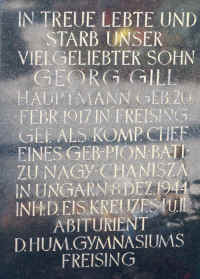 IN TREUE LEBTE UND
STARB UNSER
VIELGELIEBTER SOHN
GEORG GILL
HAUPTMANN GEB·20·
FEBR·1917 IN FREISING
GEF·ALS KOMP·CHEF
EINES GEB·PION·BATL·
ZU NAGY-CHANISZA
IN UNGARN 8·DEZ·1944
INH·D·EIS·KREUZES I·U·II·
ABITURIENT
D·HUM·GYMNASIUMS
FREISING